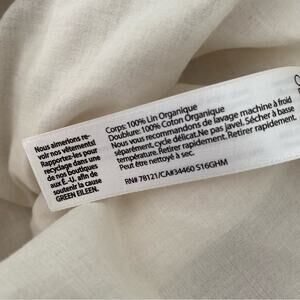 Nous aimerions re-
voir nos vêtements!
Rapportez-les pour
recyclage dans une
de nos boutiques
aux É.-U. afin de
soutenir la cause
GREEN EILEEN.
Corps: 100% Lin Organique
Doublure: 100% Coton Organique
Nous vous recommandons de lavage machine à froid
séparément, cycle délicat. Ne pas javel. Sécher à basse
température. Retirer rapidement. Retirer rapidement.
Peut être nettoyé à sec.
RN# 78121/CA#34460 S16GHM